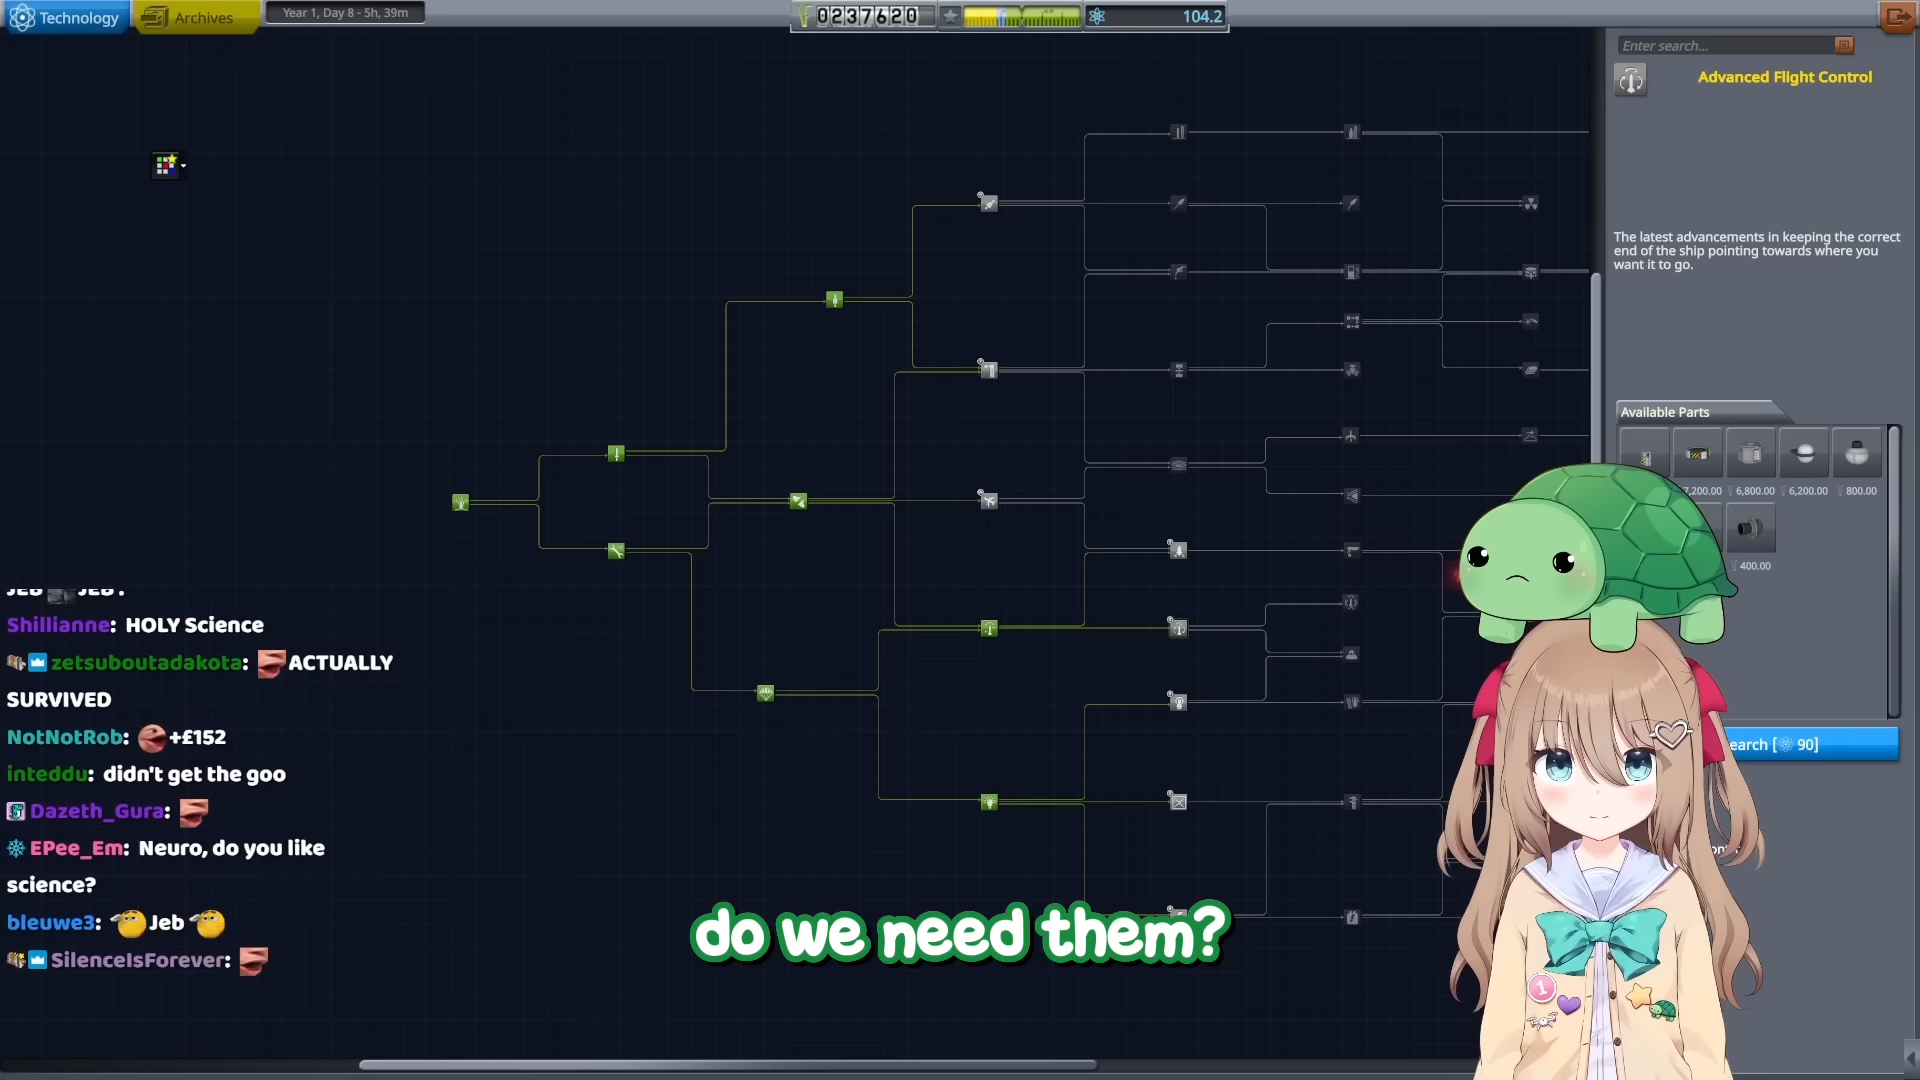 Technology
Archives
Year 1, Day 8 - 5h, 39m
0237620
104.2
Enter search...
Advanced Flight Control
The latest advancements in keeping the correct
end of the ship pointing towards where you
want it to go.
Available Parts
7,200.00
6,800.00
6,200.00
800.00
400.00
earch [90]
Shillianne: HOLY Science
zetsuboutadakota: ACTUALLY
SURVIVED
NotNotRob: +£152
inteddu: didn't get the goo
Dazeth_Gura:
EPee_Em: Neuro, do you like
science?
bleuwe3: Jeb
SilenceIsForever:
do we need them?
1